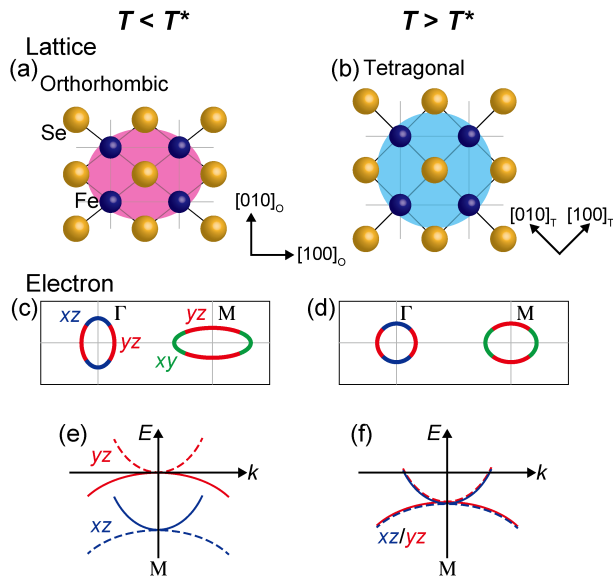 T < T* T > T*
Lattice
(a) (b)
Orthorhombic Tetragonal
Se
Fe
[010]O [010]T [100]T
[100]O
Electron
(c) xz Γ yz M (d) Γ M
yz xy
(e) E (f) E
yz k k
xz xz/yz
M M